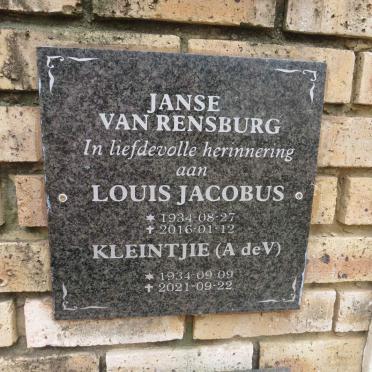 JANSE
VAN RENSBURG
In liefdevolle herinnering
aan
LOUIS JACOBUS
* 1934-08-27
✝ 2016-01-12
KLEINTJIE (A deV)
* 1934-09-09
✝ 2021-09-22